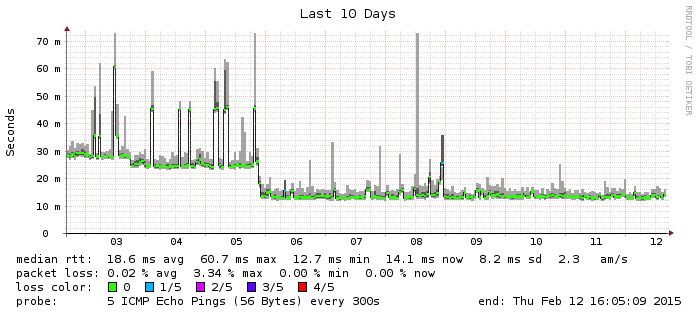 Last 10 Days
RRDTOOL / TOBI OETIKER
Seconds
70 m
60 m
50 m
40 m
30 m
20 m
10 m
0
03 04 05 06 07 08 09 10 11 12
median rtt: 18.6 ms avg 60.7 ms max 12.7 ms min 14.1 ms now 8.2 ms sd 2.3 am/s
packet loss: 0.02 % avg 3.34 % max 0.00 % min 0.00 % now
loss color: 0 1/5 2/5 3/5 4/5
probe: 5 ICMP Echo Pings (56 Bytes) every 300s end: Thu Feb 12 16:05:09 2015